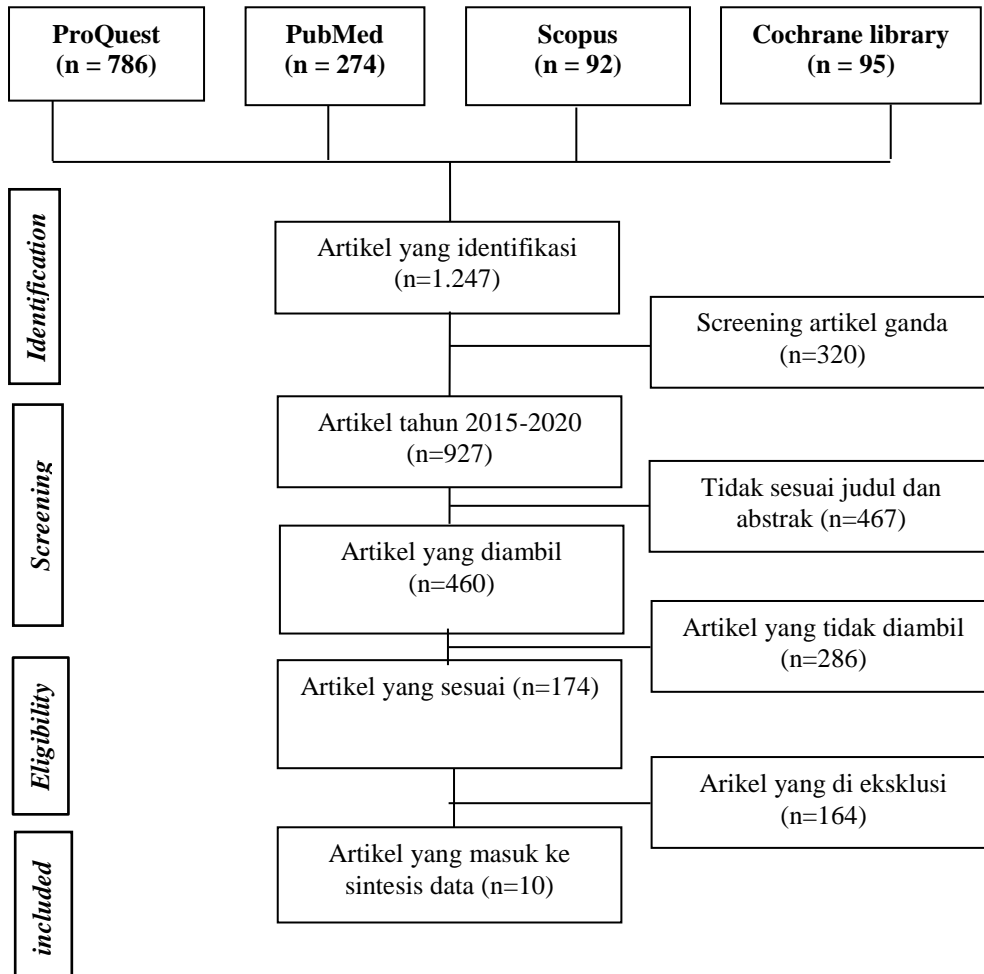 ProQuest
(n = 786)
PubMed
(n = 274)
Scopus
(n = 92)
Cochrane library
(n = 95)
Identification
Artikel yang identifikasi
(n=1.247)
Screening artikel ganda
(n=320)
Screening
Artikel tahun 2015-2020
(n=927)
Tidak sesuai judul dan
abstrak (n=467)
Artikel yang diambil
(n=460)
Artikel yang tidak diambil
(n=286)
Eligibility
Artikel yang sesuai (n=174)
Arikel yang di eksklusi
(n=164)
included
Artikel yang masuk ke
sintesis data (n=10)